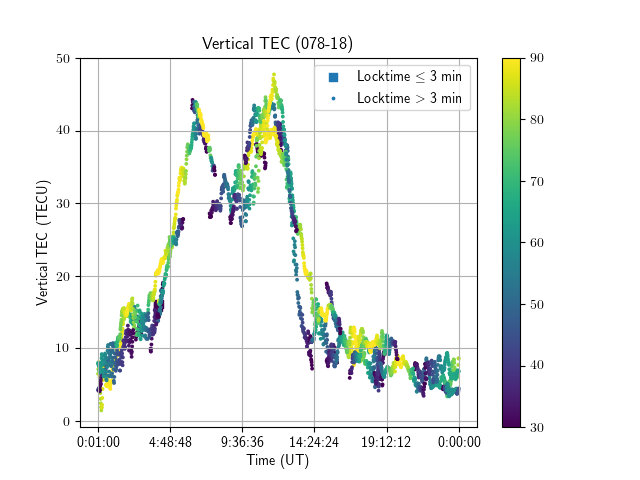 Vertical TEC (078-18)
Locktime ≤ 3 min
Locktime > 3 min
Vertical TEC (TECU)
50
40
30
20
10
0
0:01:00 4:48:48 9:36:36 14:24:24 19:12:12 0:00:00
Time (UT)
90
80
70
60
50
40
30